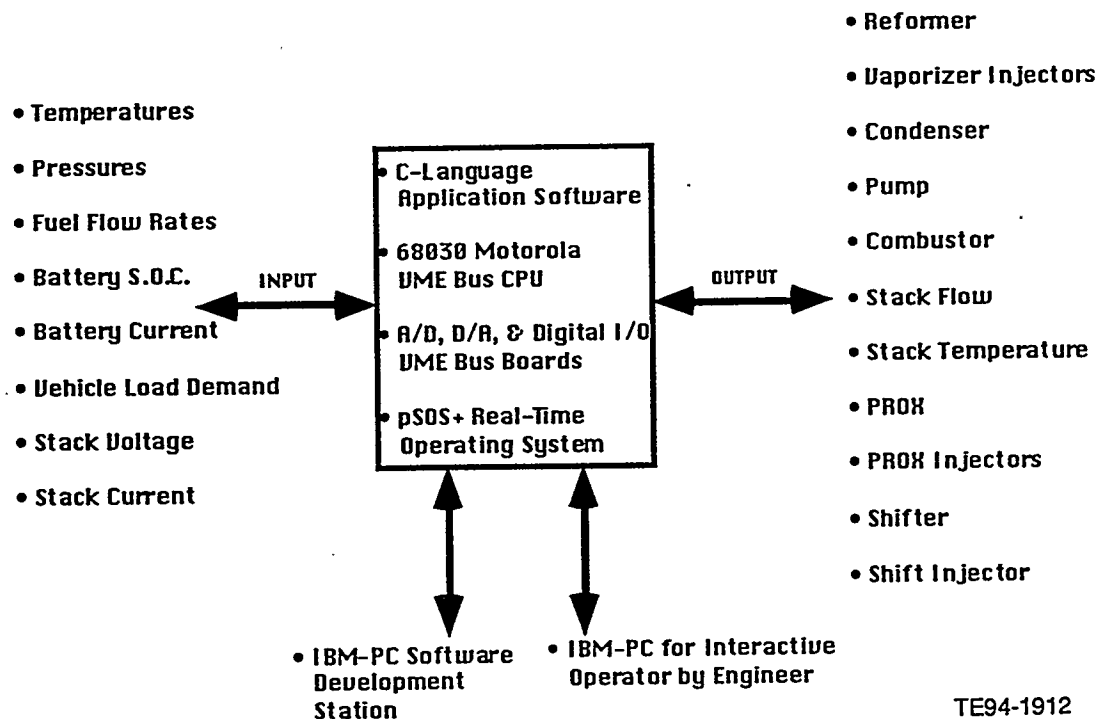 • Temperatures
• Pressures
• Fuel Flow Rates
• Battery S.O.C.
• Battery Current
• Vehicle Load Demand
• Stack Voltage
• Stack Current
INPUT
• C-Language
Application Software
• 68030 Motorola
VME Bus CPU
• A/D, D/A, & Digital I/O
VME Bus Boards
• pSOS+ Real-Time
Operating System
OUTPUT
• Reformer
• Vaporizer Injectors
• Condenser
• Pump
• Combustor
• Stack Flow
• Stack Temperature
• PROX
• PROX Injectors
• Shifter
• Shift Injector
• IBM-PC Software
Development
Station
• IBM-PC for Interactive
Operator by Engineer
TE94-1912